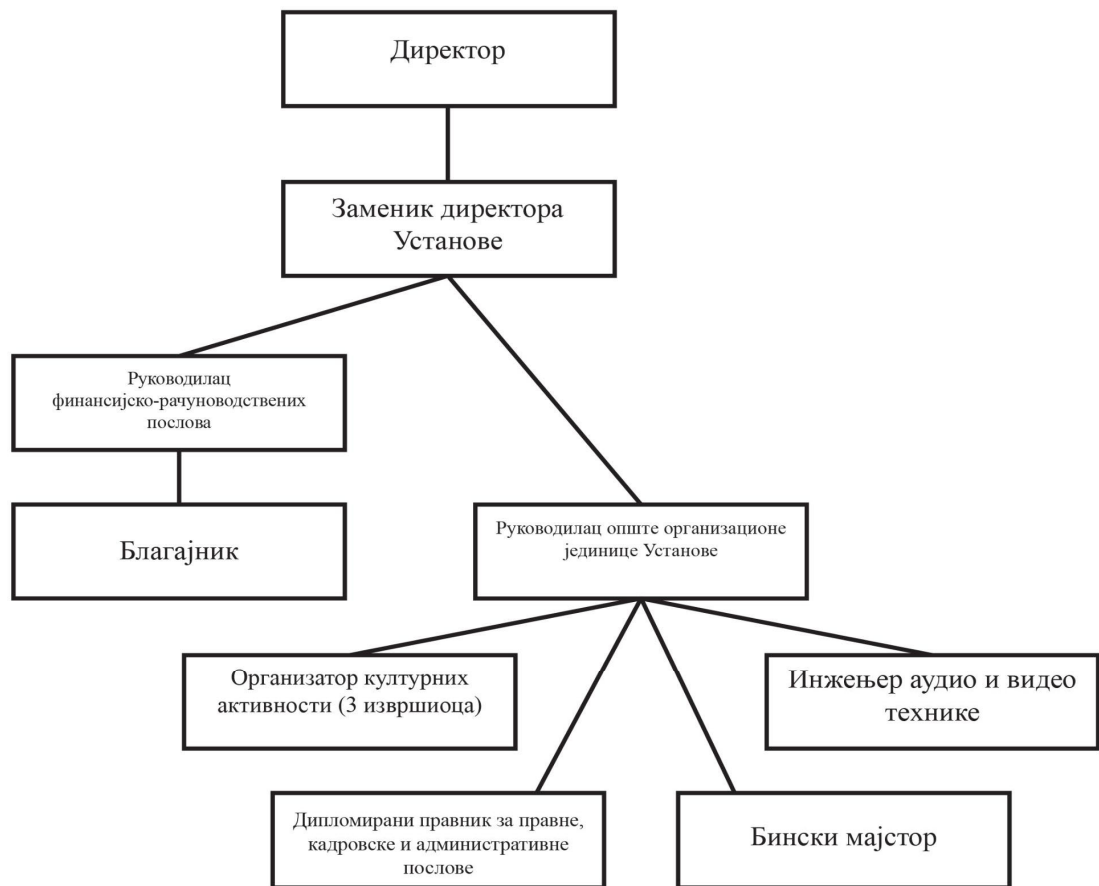 Директор
Заменик директора
Установе
Руководилац
финансијско-рачуноводствених
послова
Благајник
Руководилац опште организационе
јединице Установе
Организатор културних
активности (3 извршиоца)
Инжењер аудио и видео
технике
Дипломирани правник за правне,
кадровске и административне
послове
Бински мајстор